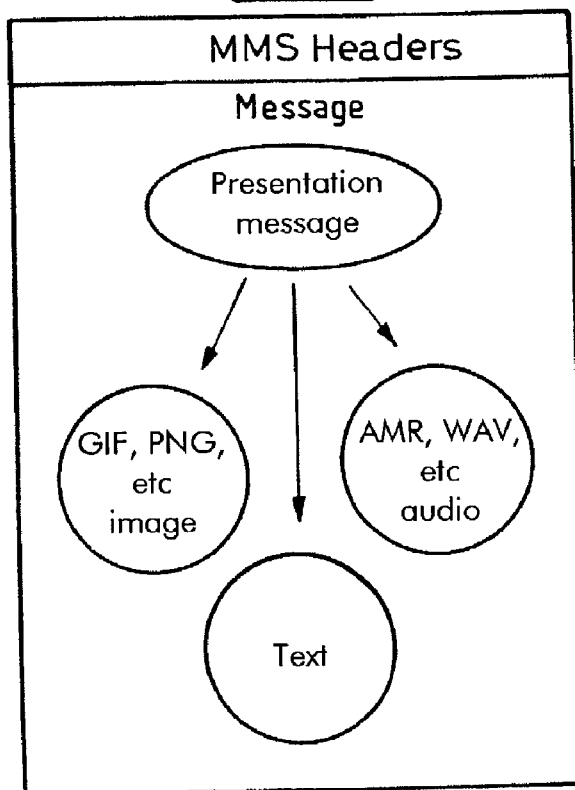 MMS Headers
Message
Presentation
message
GIF, PNG,
etc
image
AMR, WAV,
etc
audio
Text